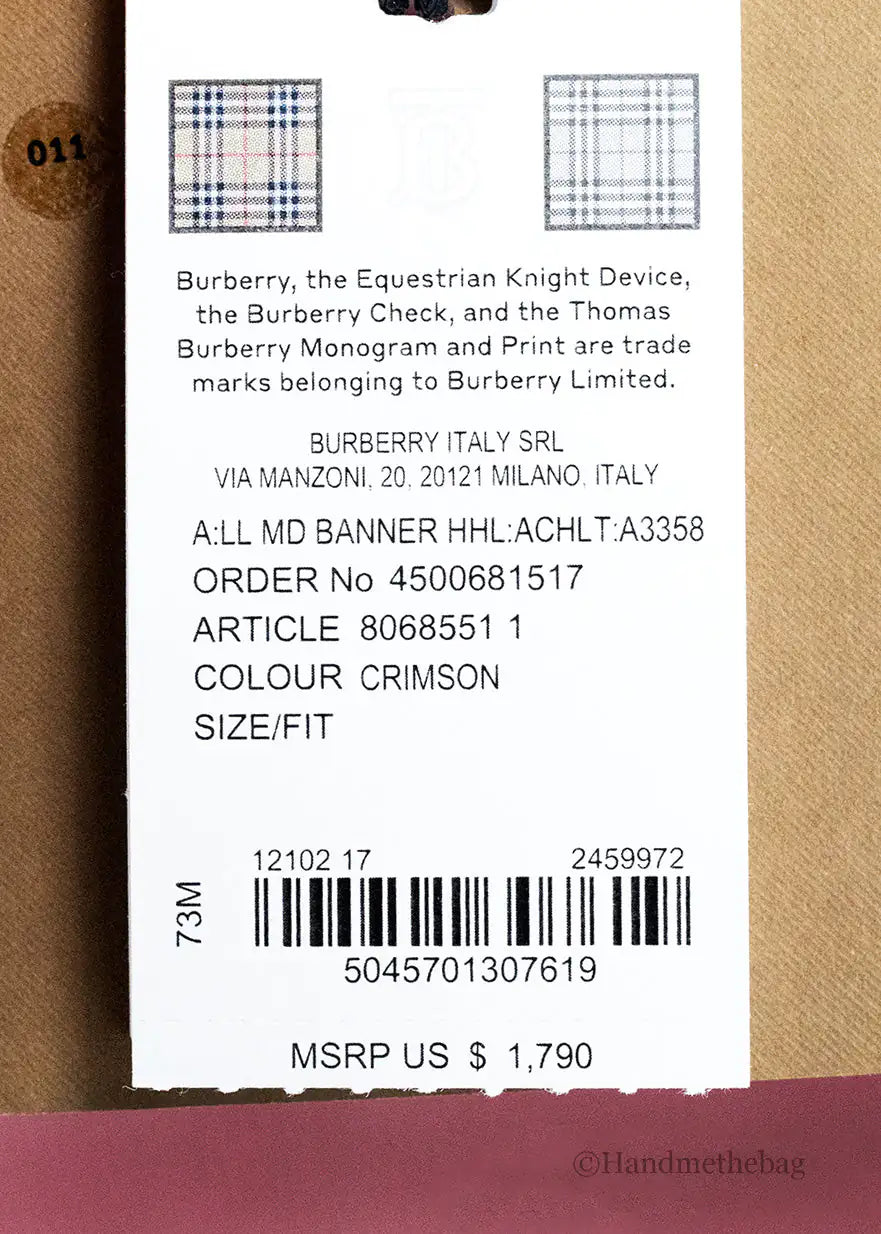 011
Burberry, the Equestrian Knight Device,
the Burberry Check, and the Thomas
Burberry Monogram and Print are trade
marks belonging to Burberry Limited.
BURBERRY ITALY SRL
VIA MANZONI, 20, 20121 MILANO, ITALY
A:LL MD BANNER HHL:ACHLT:A3358
ORDER No 4500681517
ARTICLE 8068551 1
COLOUR CRIMSON
SIZE/FIT
12102 17 2459972
73M
5045701307619
MSRP US $ 1,790
©Handmethebag